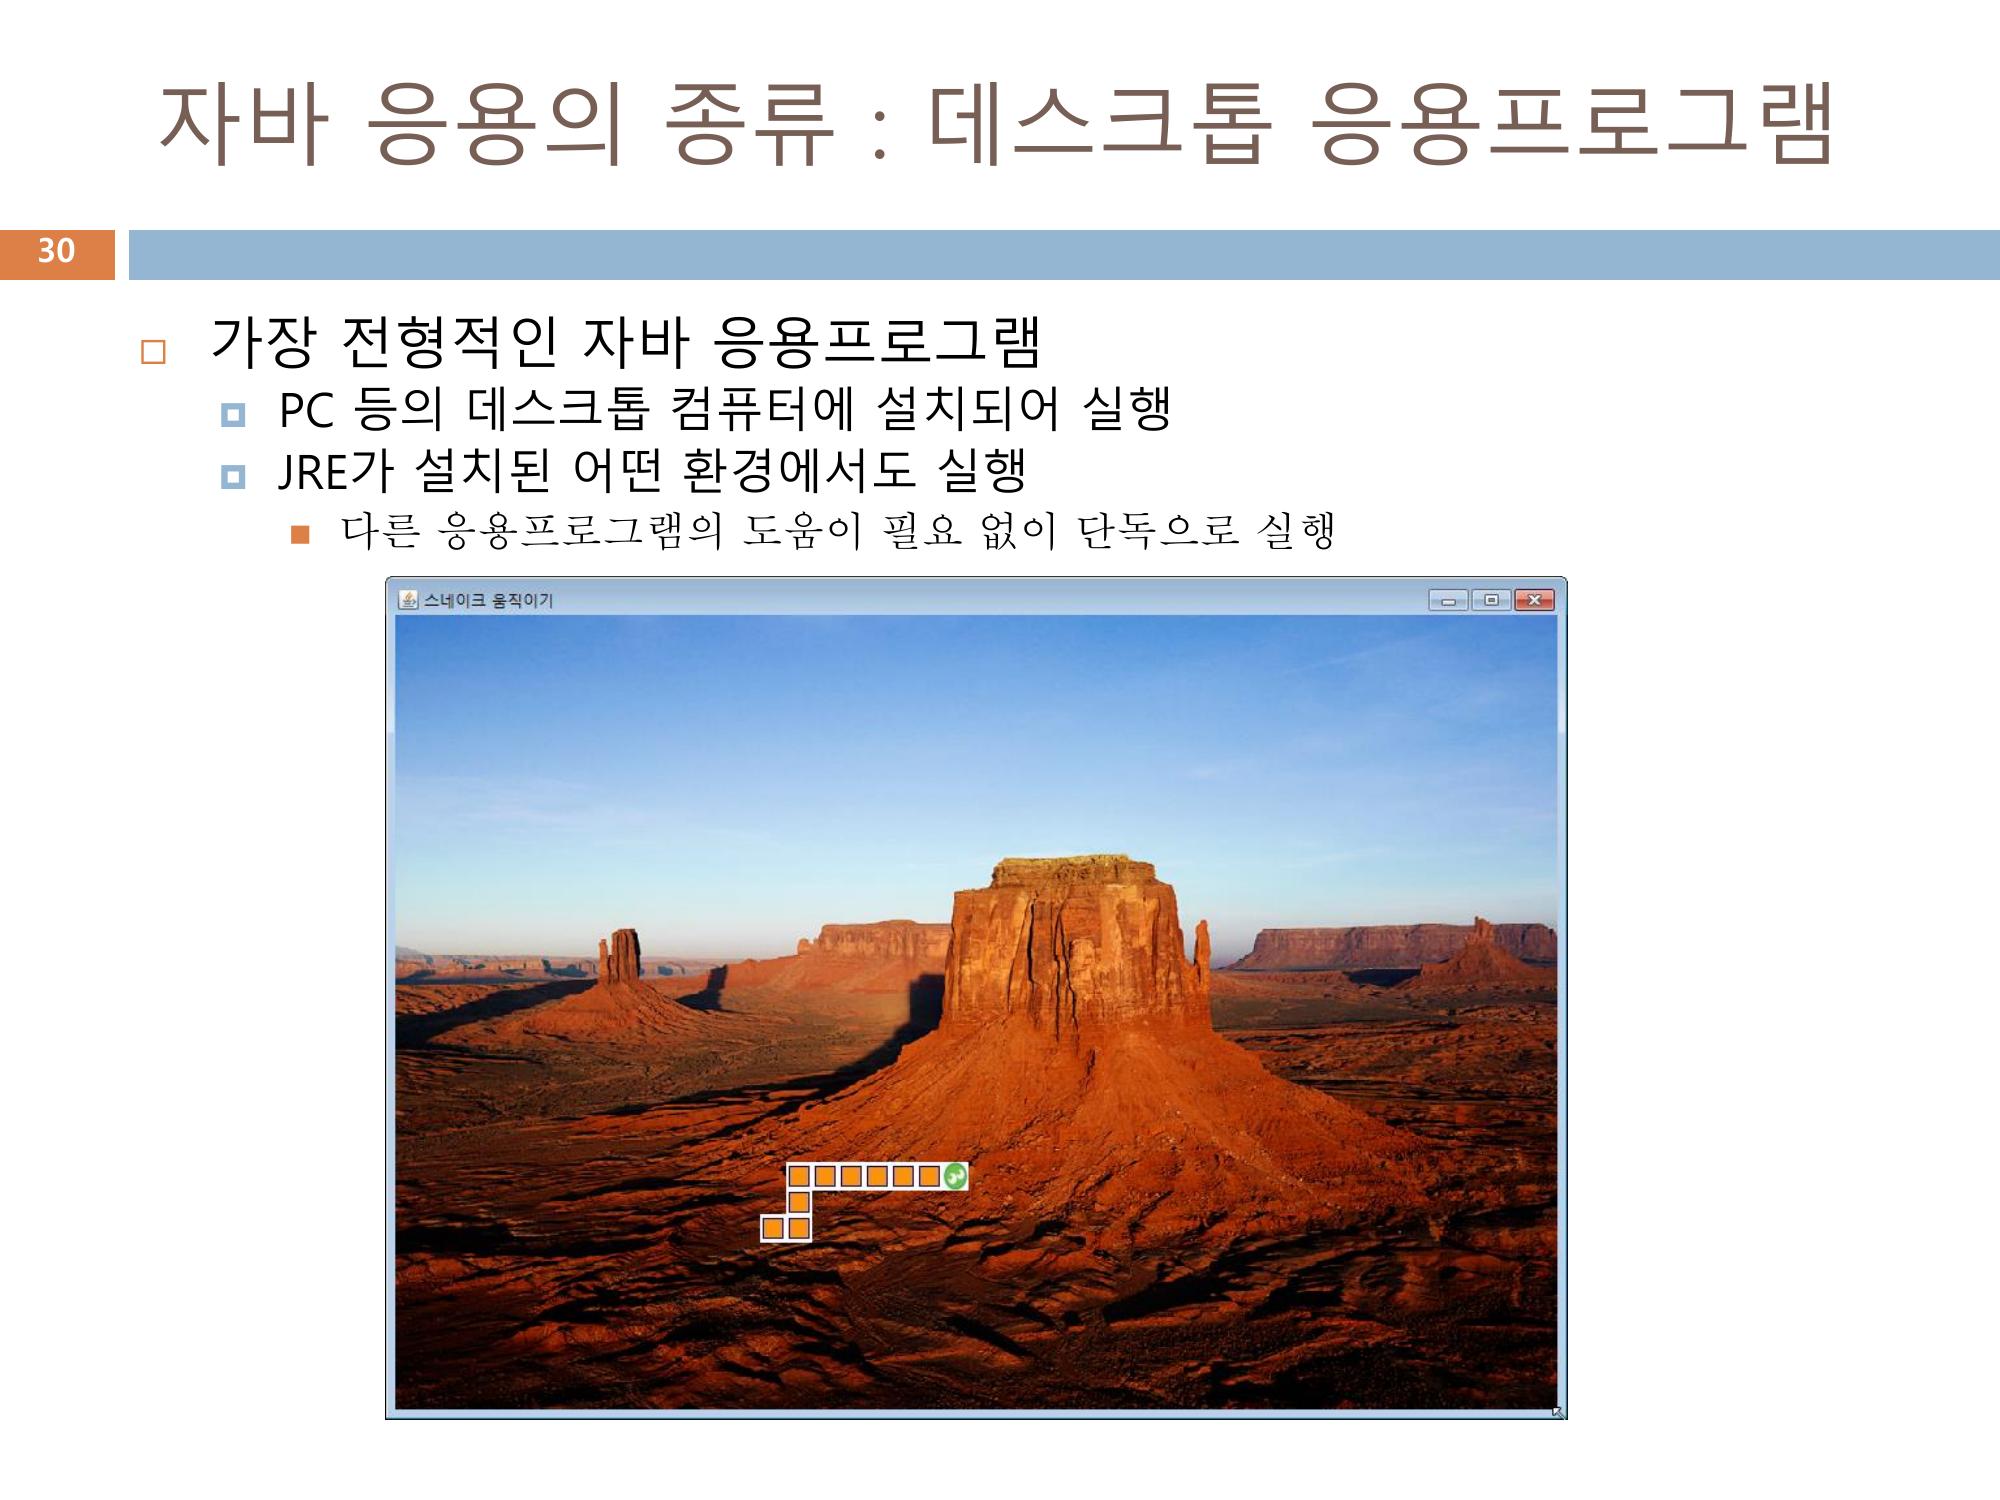 자바 응용의 종류 : 데스크톱 응용프로그램
30
가장 전형적인 자바 응용프로그램
PC 등의 데스크톱 컴퓨터에 설치되어 실행
JRE가 설치된 어떤 환경에서도 실행
다른 응용프로그램의 도움이 필요 없이 단독으로 실행
스네이크 움직이기